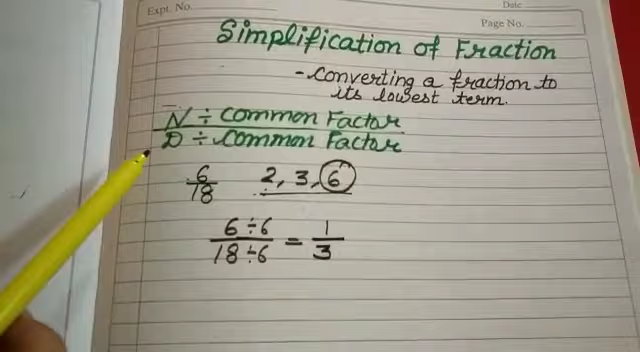 Expt. No.
Date
Page No.
Simplification of Fraction
- Converting a fraction to
its lowest term.
N ÷ Common Factor
D ÷ Common Factor
6/18 2, 3, 6
6 ÷ 6 / 18 ÷ 6 = 1/3